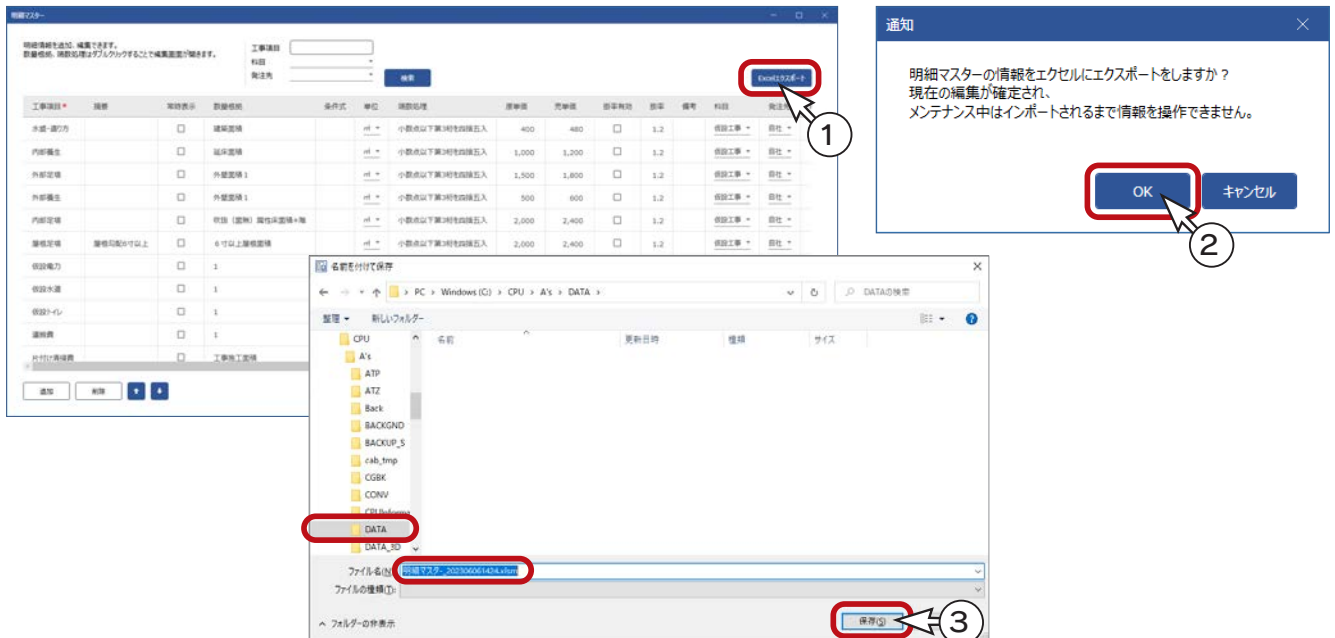 明細マスター
明細情報を追加、編集できます。
数量根拠、端数処理はダブルクリックすることで編集画面が開きます。
工事項目
科目
発注先
検索
Excelエクスポート
工事項目* 摘要 常時表示 数量根拠 条件式 単位 端数処理 原単価 売単価 掛率有効 掛率 備考 科目 発注先
水盛・遣り方 建築面積 ㎡ 小数点以下第3桁を四捨五入 400 480 1.2 仮設工事 自社
内部養生 延床面積 ㎡ 小数点以下第3桁を四捨五入 1,000 1,200 1.2 仮設工事 自社
外部足場 外壁面積1 ㎡ 小数点以下第3桁を四捨五入 1,500 1,800 1.2 仮設工事 自社
外部養生 外壁面積1 ㎡ 小数点以下第3桁を四捨五入 500 600 1.2 仮設工事 自社
内部足場 吹抜（室無）属性床面積+階 ㎡ 小数点以下第3桁を四捨五入 2,000 2,400 1.2 仮設工事 自社
屋根足場 屋根勾配6寸以上 6寸以上屋根面積 ㎡ 小数点以下第3桁を四捨五入 2,000 2,400 1.2 仮設工事 自社
仮設電力 1
仮設水道 1
仮設トイレ 1
運搬費 1
片付け清掃費 工事施工面積
追加 削除
1
通知
明細マスターの情報をエクセルにエクスポートをしますか？
現在の編集が確定され、
メンテナンス中はインポートされるまで情報を操作できません。
OK キャンセル
2
名前を付けて保存
> PC > Windows (C:) > CPU > A's > DATA >
DATAの検索
整理 新しいフォルダー
名前 更新日時 種類 サイズ
CPU
A's
ATP
ATZ
Back
BACKGND
BACKUP_S
cab_tmp
CGBK
CONV
CPUInforma
DATA
DATA_3D
ファイル名(N): 明細マスター_202306061424.xlsm
ファイルの種類(T):
フォルダーの非表示
保存(S)
3